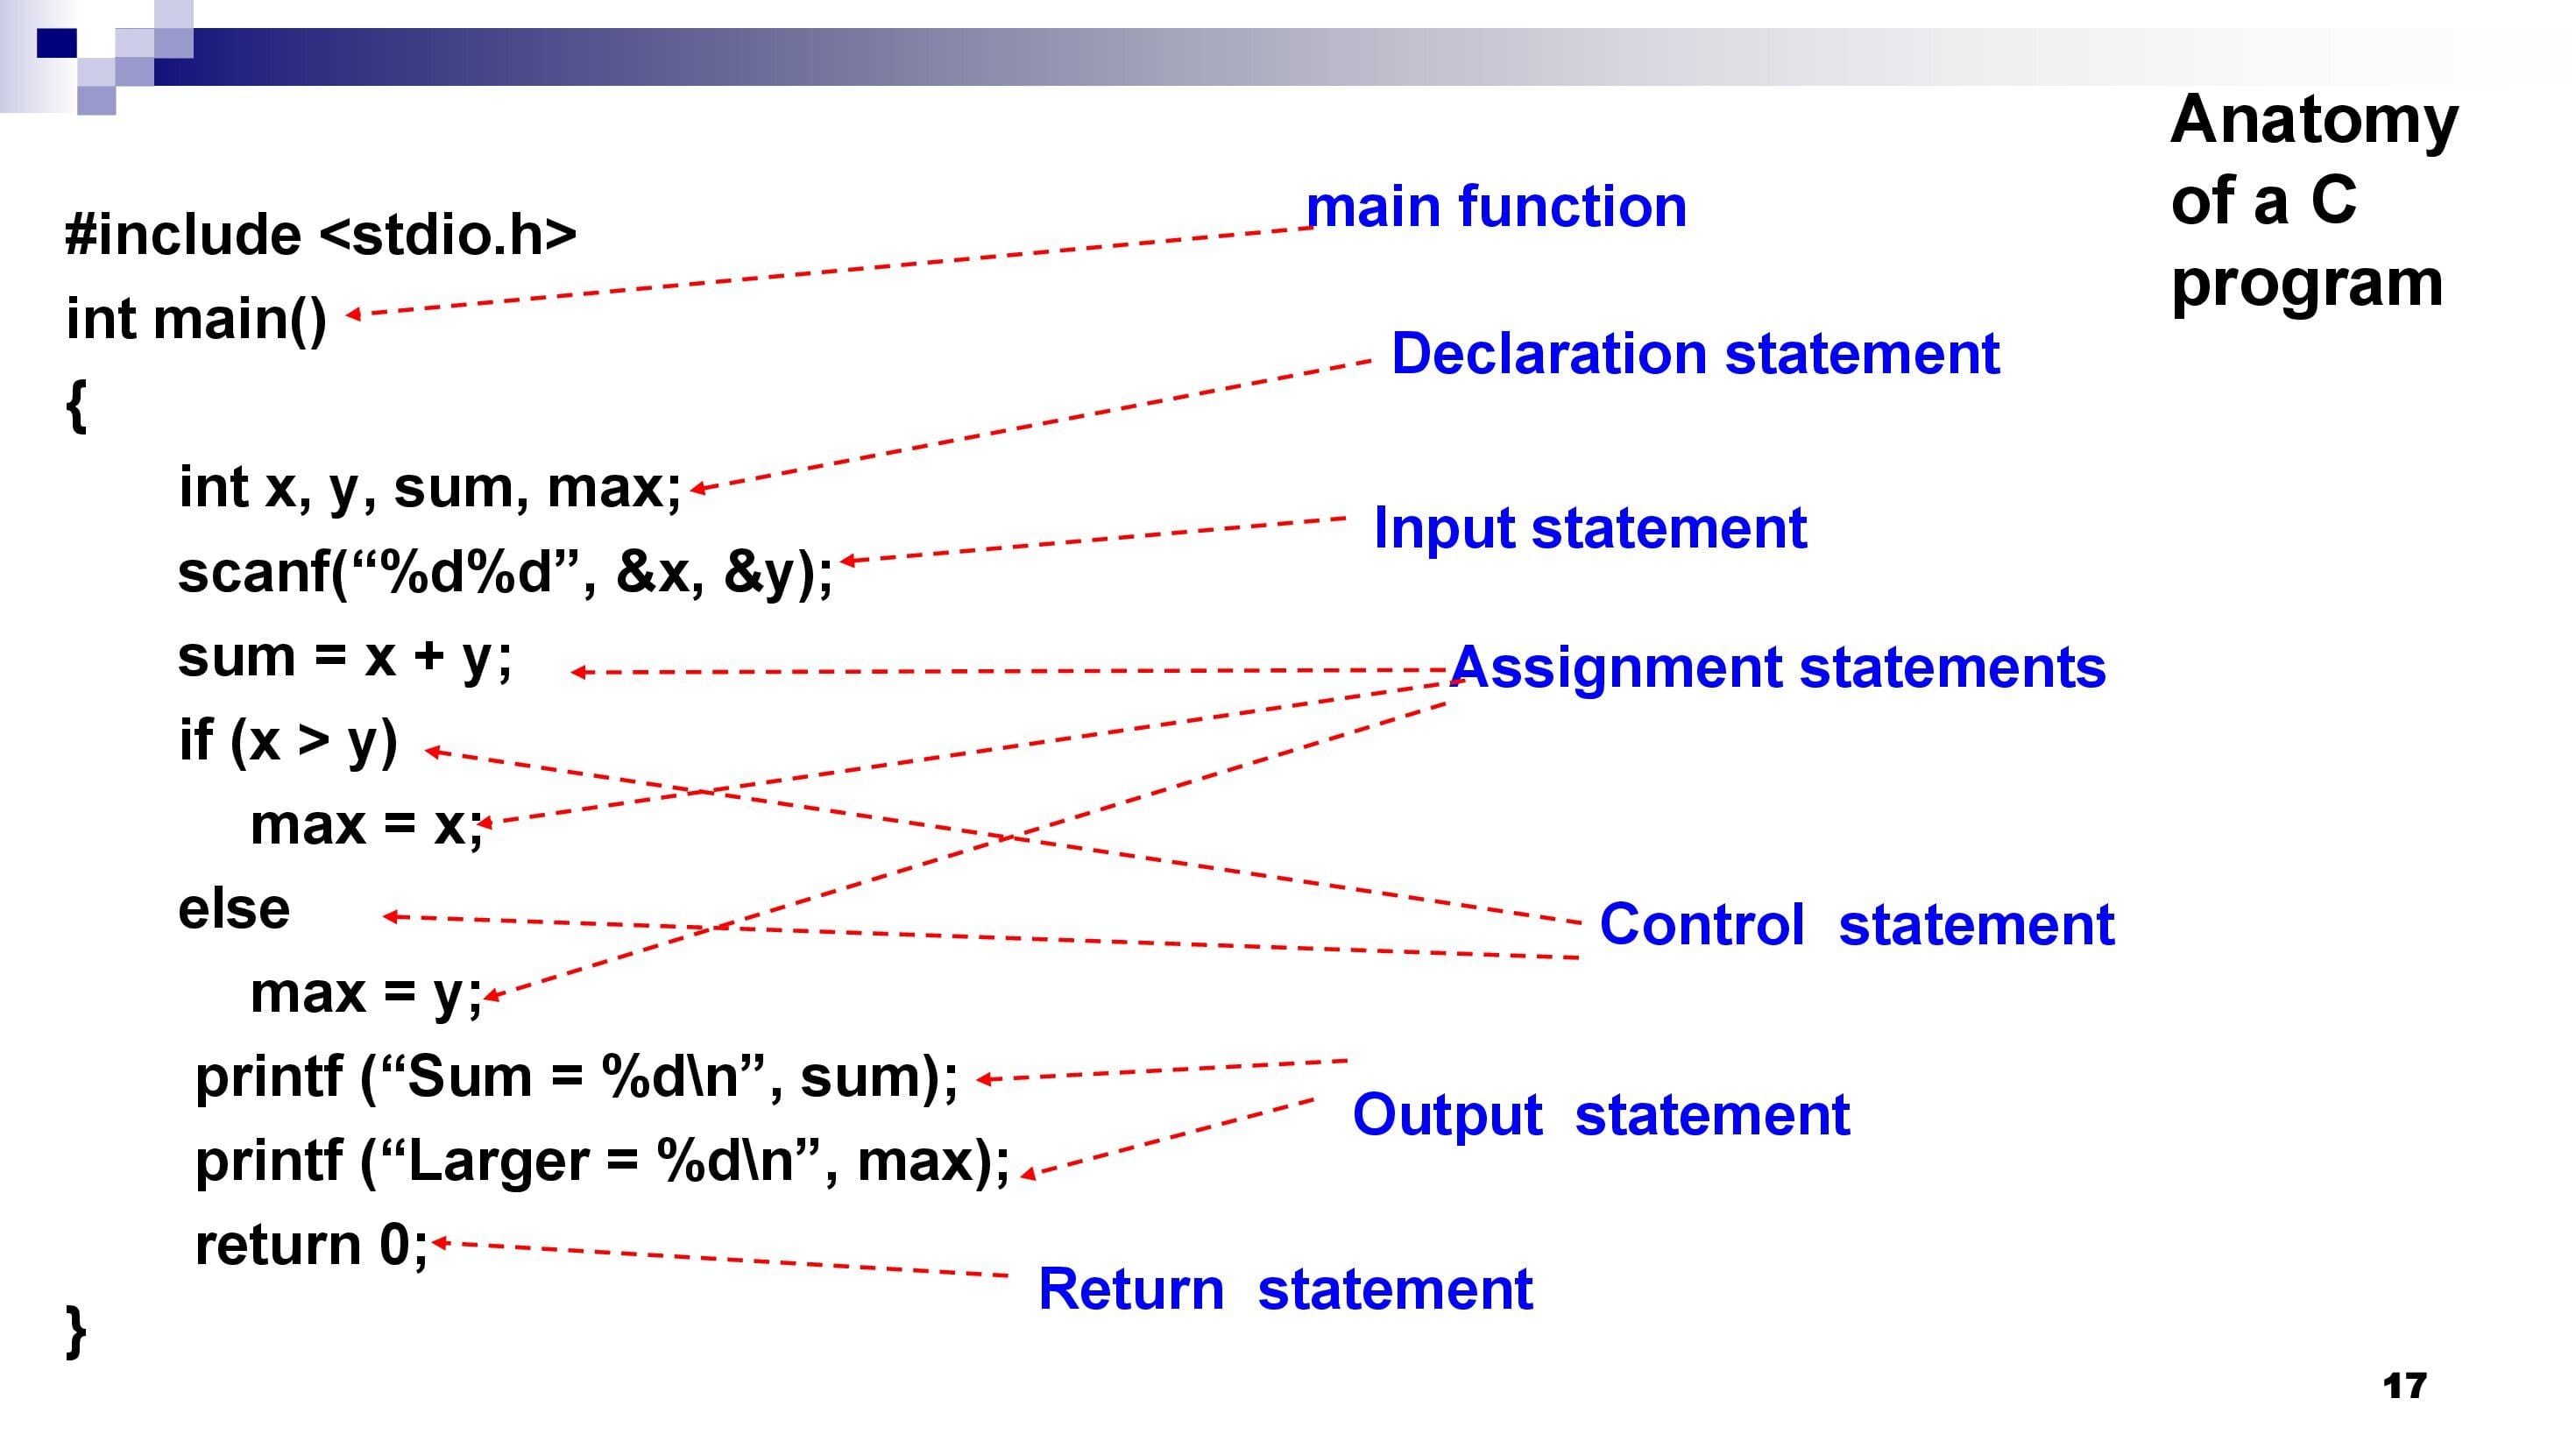 Anatomy
of a C
program
#include <stdio.h>
main function
int main()
Declaration statement
{
int x, y, sum, max;
Input statement
scanf(“%d%d”, &x, &y);
sum = x + y;
Assignment statements
if (x > y)
max = x;
else
Control  statement
max = y;
printf (“Sum = %d\n”, sum);
Output  statement
printf (“Larger = %d\n”, max);
return 0;
Return  statement
}
17